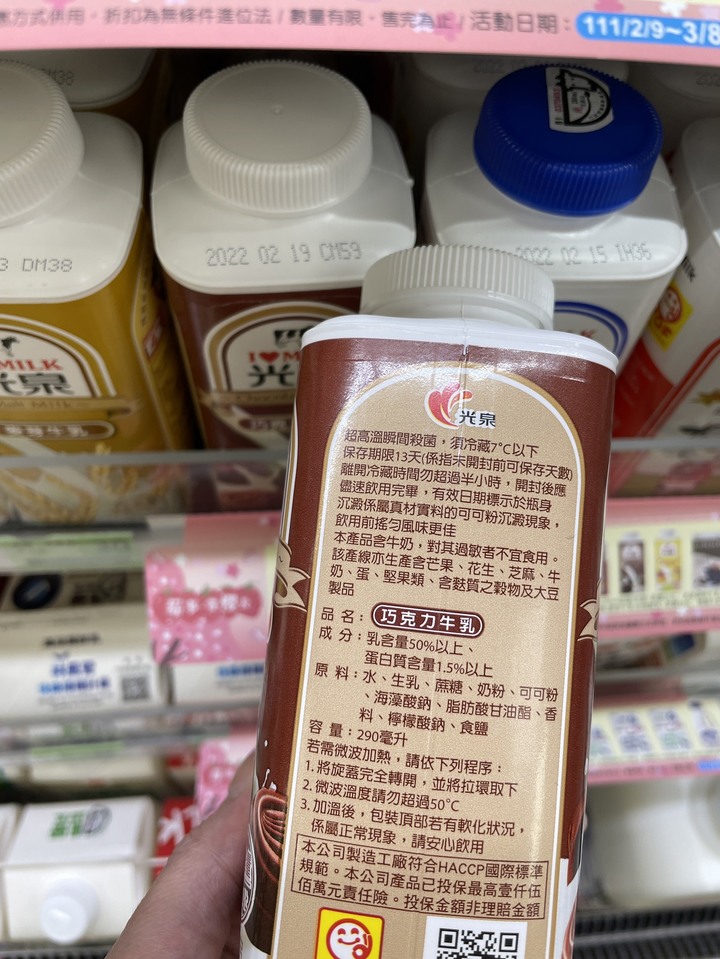 惠方式併用。折扣為無條件進位法 / 數量有限,售完為止 / 活動日期:111/2/9~3/8
DM38
3 DM38
2022 02 19 CM59
2022 02 15 IH36
MILK
光泉
I M
光
光泉
超高溫瞬間殺菌,須冷藏7°C以下
保存期限13天(係指未開封前可保存天數)
離開冷藏時間勿超過半小時,開封後應
儘速飲用完畢,有效日期標示於瓶身
沉澱係屬真材實料的可可粉沉澱現象,
飲用前搖勻風味更佳
本產品含牛奶,對其過敏者不宜食用。
該產線亦生產含芒果、花生、芝麻、牛
奶、蛋、堅果類、含麩質之穀物及大豆
製品
品名:巧克力牛乳
成分:乳含量50%以上、
蛋白質含量1.5%以上
原料:水、生乳、蔗糖、奶粉、可可粉
、海藻酸鈉、脂肪酸甘油酯、香
料、檸檬酸鈉、食鹽
容量:290毫升
若需微波加熱,請依下列程序:
1.將旋蓋完全轉開,並將拉環取下
2.微波溫度請勿超過50°C
3.加溫後,包裝頂部若有軟化狀況,
係屬正常現象,請安心飲用
本公司製造工廠符合HACCP國際標準
規範。本公司產品已投保最高壹仟伍
佰萬元責任險。投保金額非理賠金額